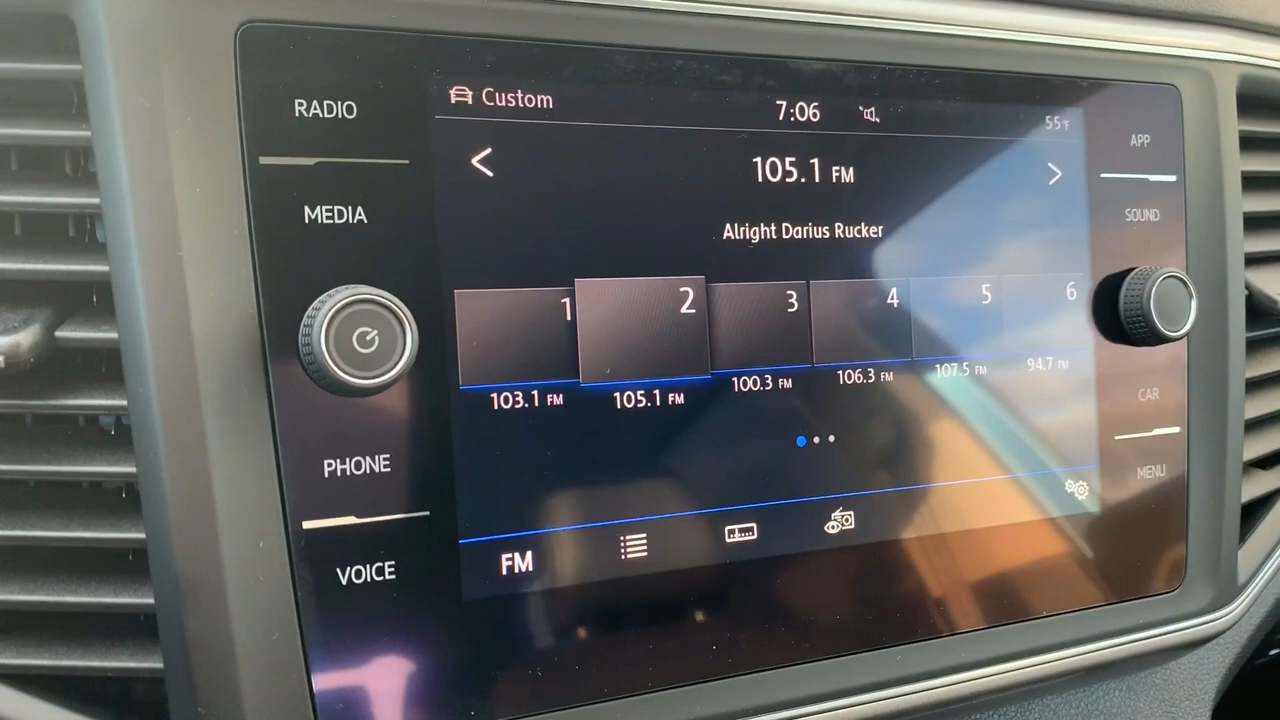 RADIO
MEDIA
PHONE
VOICE
Custom
7:06
55°F
105.1 FM
Alright Darius Rucker
1 2 3 4 5 6
103.1 FM 105.1 FM 100.3 FM 106.3 FM 107.5 FM 94.7 FM
FM
APP
SOUND
CAR
MENU